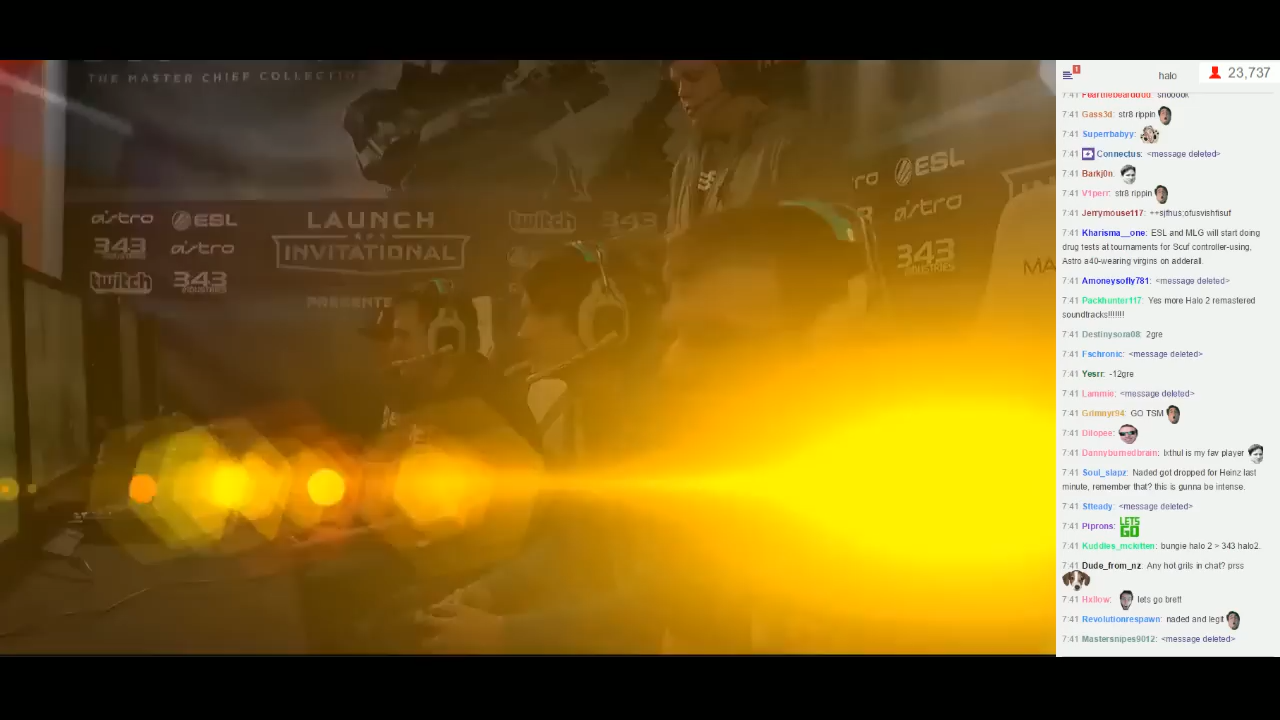 THE MASTER CHIEF COLLECTION
astro ESL
343 INDUSTRIES astro
twitch 343 INDUSTRIES
LAUNCH
INVITATIONAL
PRESENTE
twitch 343
ESL
astro
343 INDUSTRIES
MA
halo
23,737
7:41 Gass3d: str8 rippin
7:41 Superrbabyy:
7:41 Connectus: <message deleted>
7:41 Barkj0n:
7:41 V1perr: str8 rippin
7:41 Jerrymouse117: ++sjfhus;ofusvishfisuf
7:41 Kharisma__one: ESL and MLG will start doing
drug tests at tournaments for Scuf controller-using,
Astro a40-wearing virgins on adderall.
7:41 Amoneysofly781: <message deleted>
7:41 Packhunter117: Yes more Halo 2 remastered
soundtracks!!!!!!!
7:41 Destinysora08: 2gre
7:41 Fschronic: <message deleted>
7:41 Yesrr: -12gre
7:41 Lammie: <message deleted>
7:41 Grimnyr94: GO TSM
7:41 Dilopee:
7:41 Dannyburnedbrain: Ixthul is my fav player
7:41 Soul_slapz: Naded got dropped for Heinz last
minute, remember that? this is gunna be intense.
7:41 Stteady: <message deleted>
7:41 Piprons: LETS GO
7:41 Kuddles_mclotten: bungie halo 2 > 343 halo2.
7:41 Dude_from_nz: Any hot grils in chat? prss
7:41 Hxllow: lets go brett
7:41 Revolutionrespawn: naded and legit
7:41 Mastersnipes9012: <message deleted>